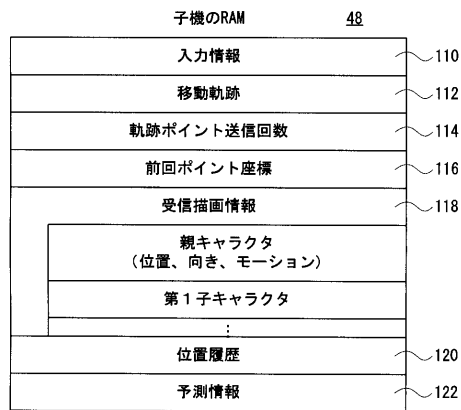 子機のRAM 48
入力情報 110
移動軌跡 112
軌跡ポイント送信回数 114
前回ポイント座標 116
受信描画情報 118
親キャラクタ
(位置、向き、モーション)
第1子キャラクタ
⋮
位置履歴 120
予測情報 122